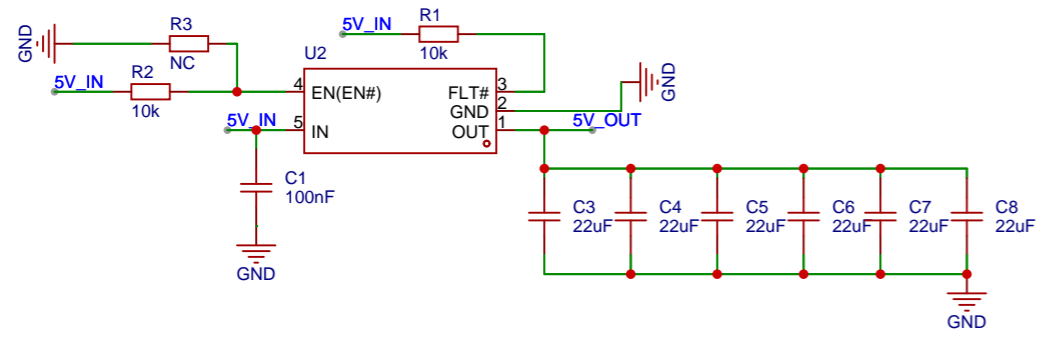 GND
R3
NC
5V_IN
R2
10k
5V_IN
R1
10k
U2
4
EN(EN#)
5
IN
FLT#
3
GND
2
OUT
1
GND
5V_IN
5V_OUT
C1
100nF
GND
C3
22uF
C4
22uF
C5
22uF
C6
22uF
C7
22uF
C8
22uF
GND